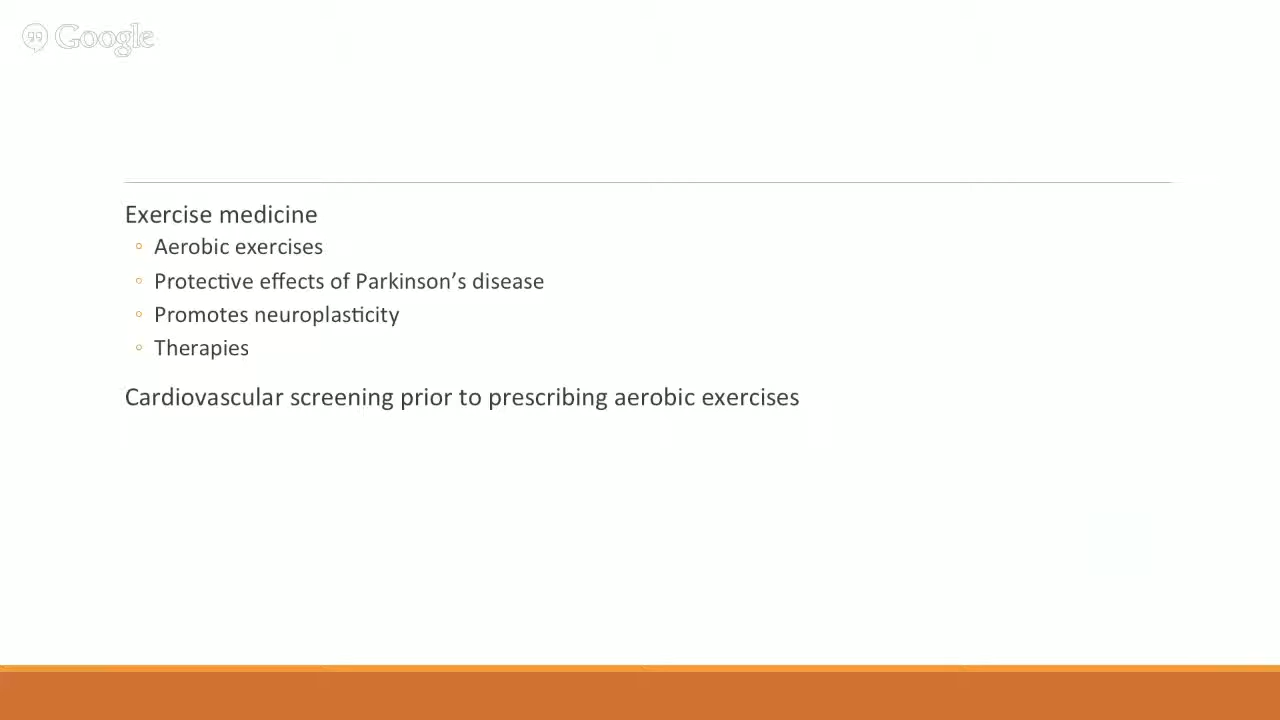 Google
Exercise medicine
◦ Aerobic exercises
◦ Protective effects of Parkinson’s disease
◦ Promotes neuroplasticity
◦ Therapies
Cardiovascular screening prior to prescribing aerobic exercises